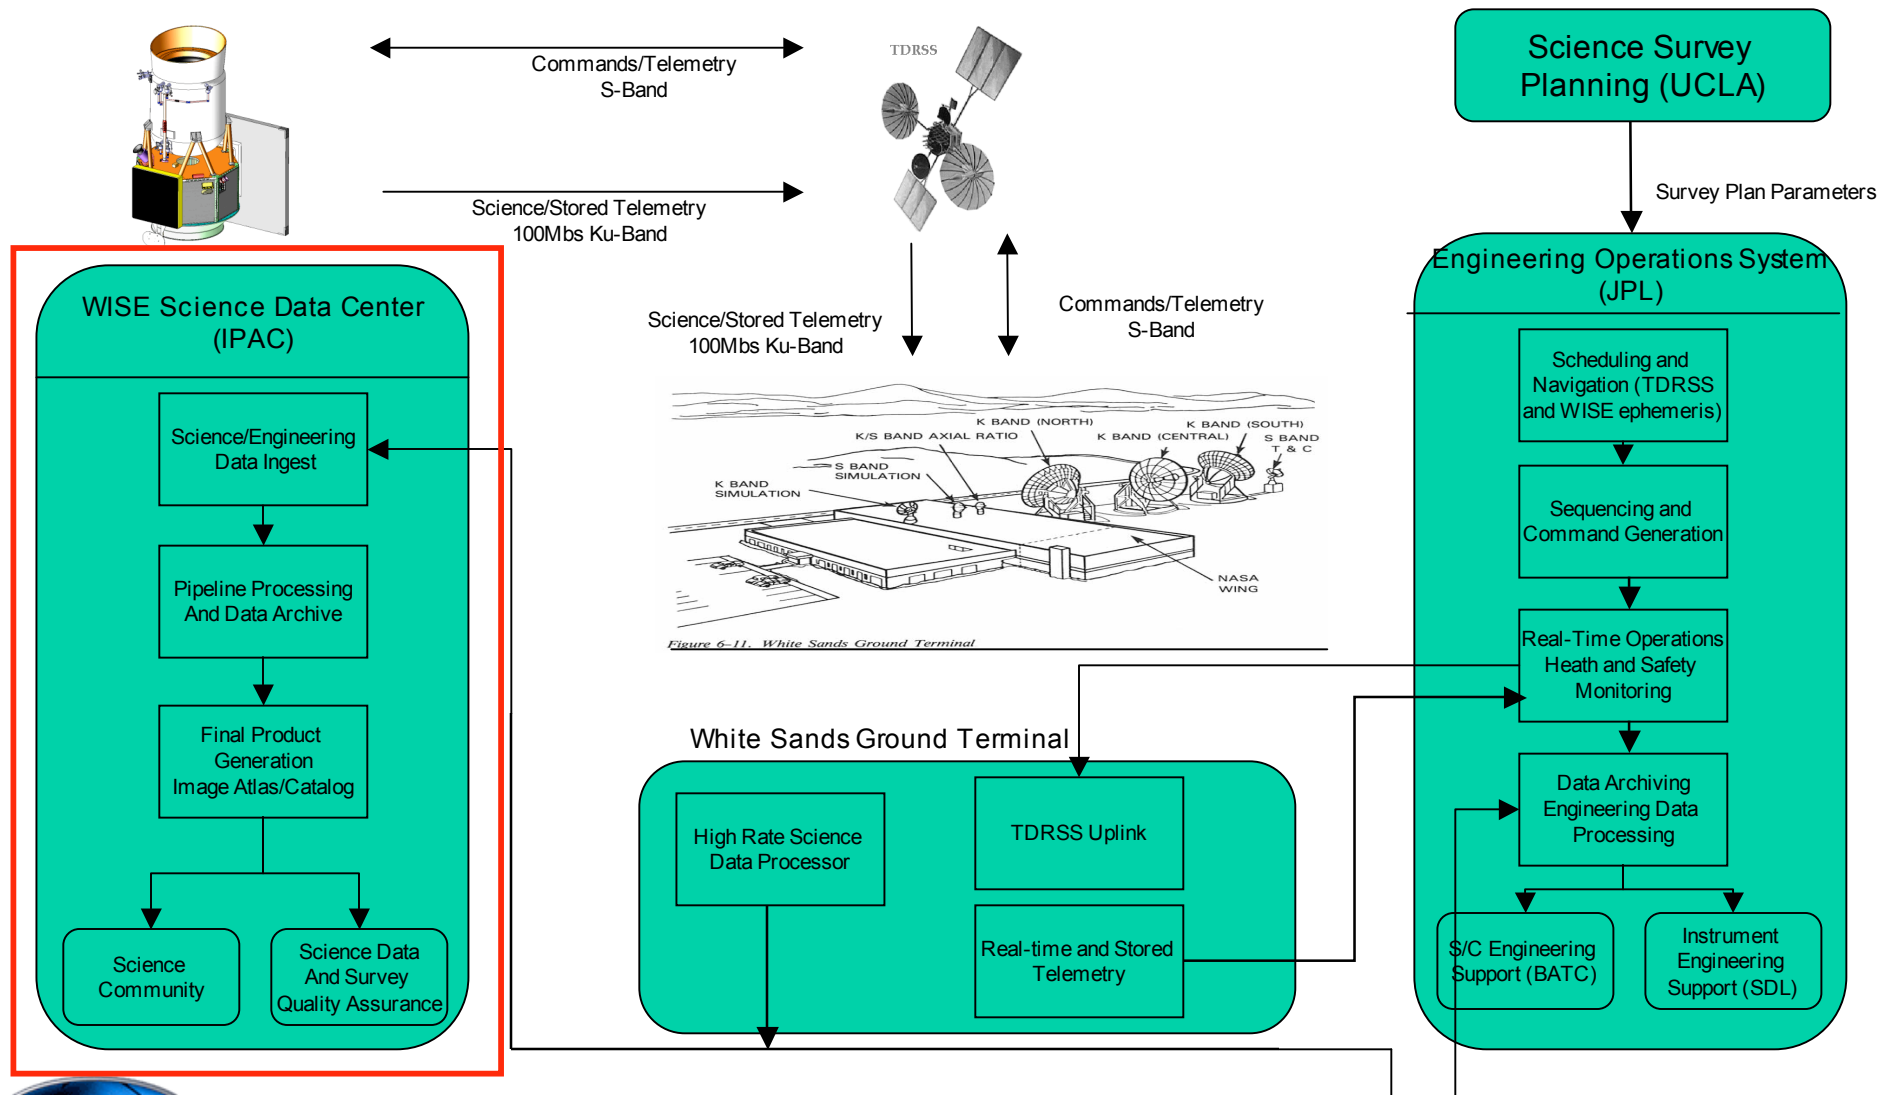 TDRSS
Commands/Telemetry
S-Band
Science/Stored Telemetry
100Mbs Ku-Band
Science Survey
Planning (UCLA)
Survey Plan Parameters
WISE Science Data Center
(IPAC)
Science/Engineering
Data Ingest
Pipeline Processing
And Data Archive
Final Product
Generation
Image Atlas/Catalog
Science
Community
Science Data
And Survey
Quality Assurance
Science/Stored Telemetry
100Mbs Ku-Band
Commands/Telemetry
S-Band
K BAND (NORTH)
K BAND (SOUTH)
K/S BAND AXIAL RATIO
K BAND (CENTRAL)
S BAND
T & C
S BAND
SIMULATION
K BAND
SIMULATION
NASA
WING
Figure 6–11. White Sands Ground Terminal
White Sands Ground Terminal
High Rate Science
Data Processor
TDRSS Uplink
Real-time and Stored
Telemetry
Engineering Operations System
(JPL)
Scheduling and
Navigation (TDRSS
and WISE ephemeris)
Sequencing and
Command Generation
Real-Time Operations
Heath and Safety
Monitoring
Data Archiving
Engineering Data
Processing
S/C Engineering
Support (BATC)
Instrument
Engineering
Support (SDL)